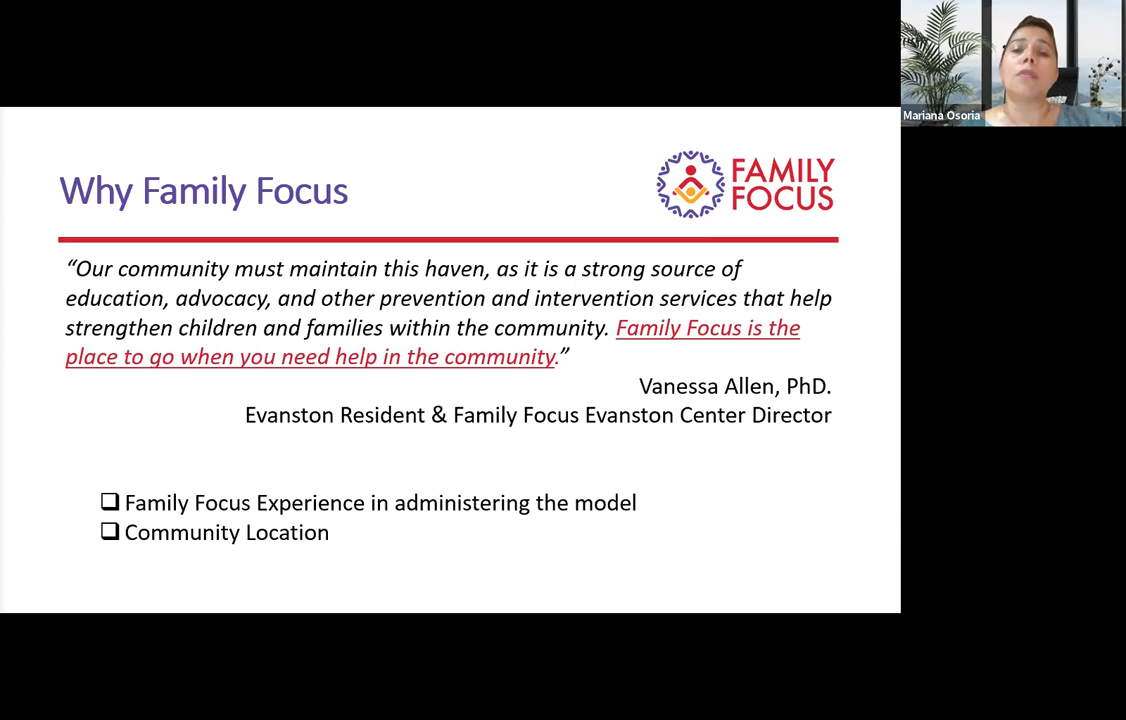 Mariana Osoria
Why Family Focus
FAMILY
FOCUS
“Our community must maintain this haven, as it is a strong source of
education, advocacy, and other prevention and intervention services that help
strengthen children and families within the community. Family Focus is the
place to go when you need help in the community.”
Vanessa Allen, PhD.
Evanston Resident & Family Focus Evanston Center Director
❑ Family Focus Experience in administering the model
❑ Community Location